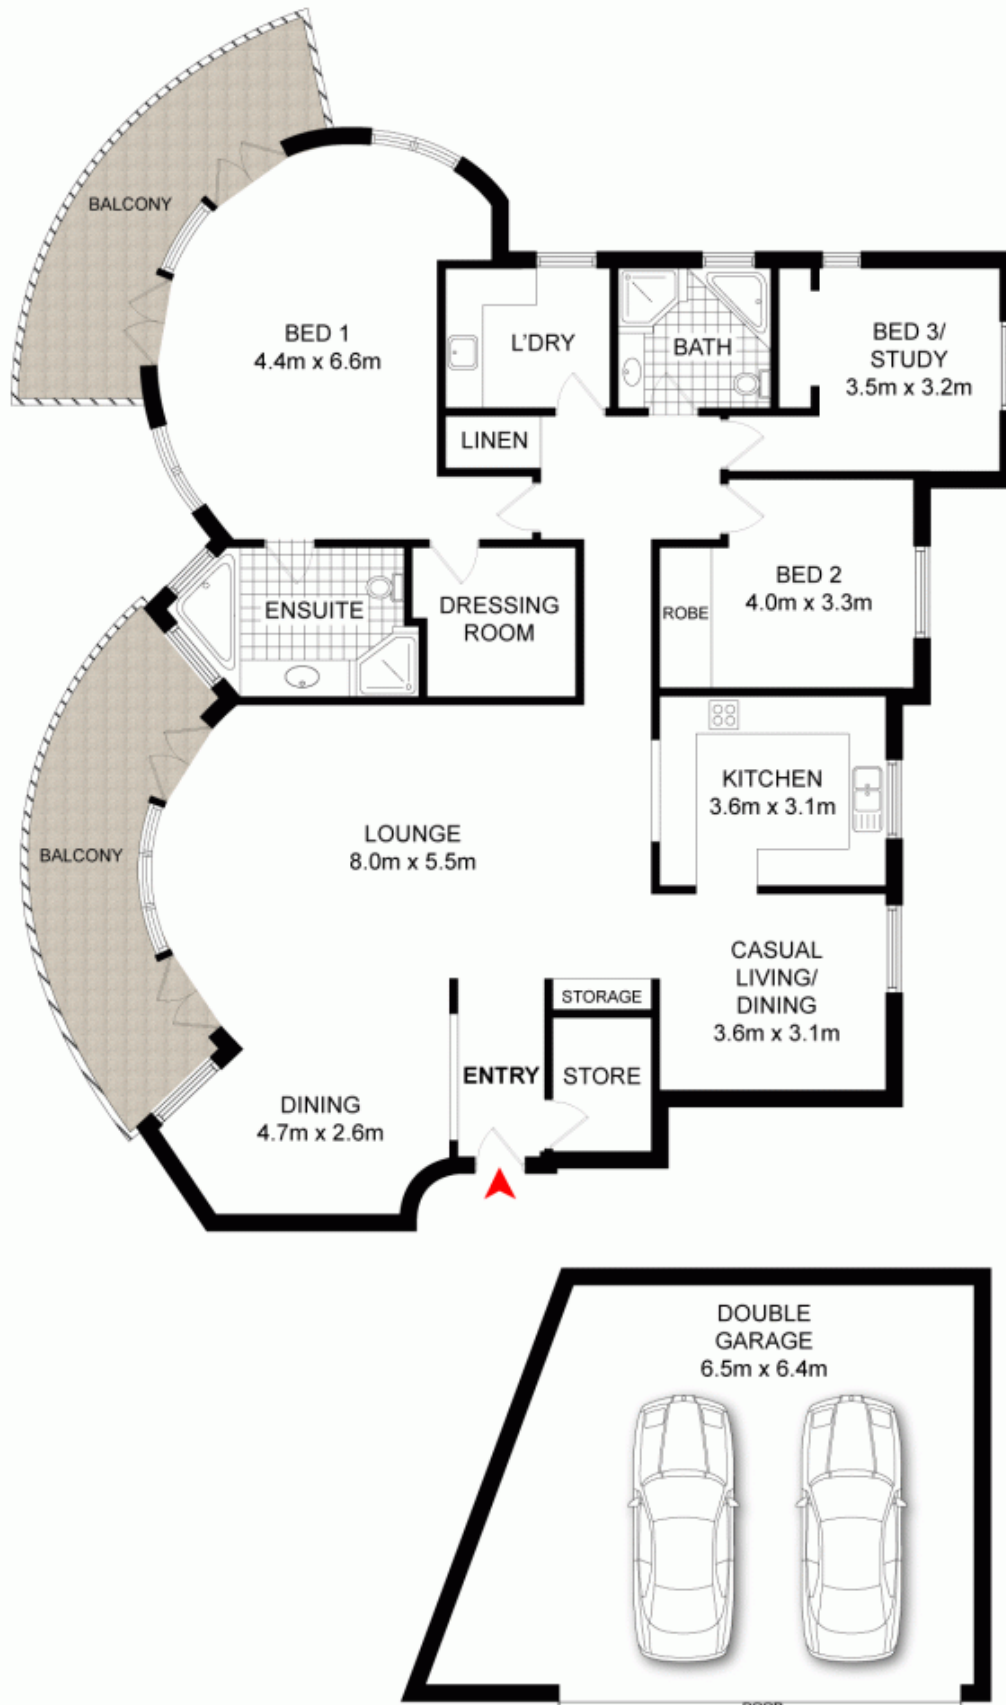 BALCONY
BED 1
4.4m x 6.6m
L'DRY
BATH
BED 3/
STUDY
3.5m x 3.2m
LINEN
ENSUITE
DRESSING
ROOM
ROBE
BED 2
4.0m x 3.3m
KITCHEN
3.6m x 3.1m
LOUNGE
8.0m x 5.5m
BALCONY
CASUAL
LIVING/
DINING
3.6m x 3.1m
STORAGE
ENTRY
STORE
DINING
4.7m x 2.6m
DOUBLE
GARAGE
6.5m x 6.4m